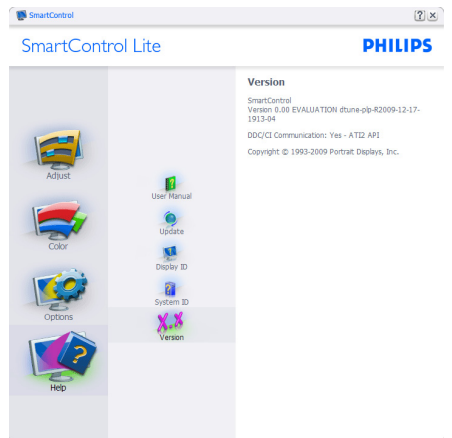 SmartControl
SmartControl Lite
PHILIPS
Adjust
Color
Options
Help
User Manual
Update
Display ID
System ID
X.X
Version
Version
SmartControl
Version 0.00 EVALUATION dtune-plp-R2009-12-17-
1913-04
DDC/CI Communication: Yes - ATI2 API
Copyright © 1993-2009 Portrait Displays, Inc.